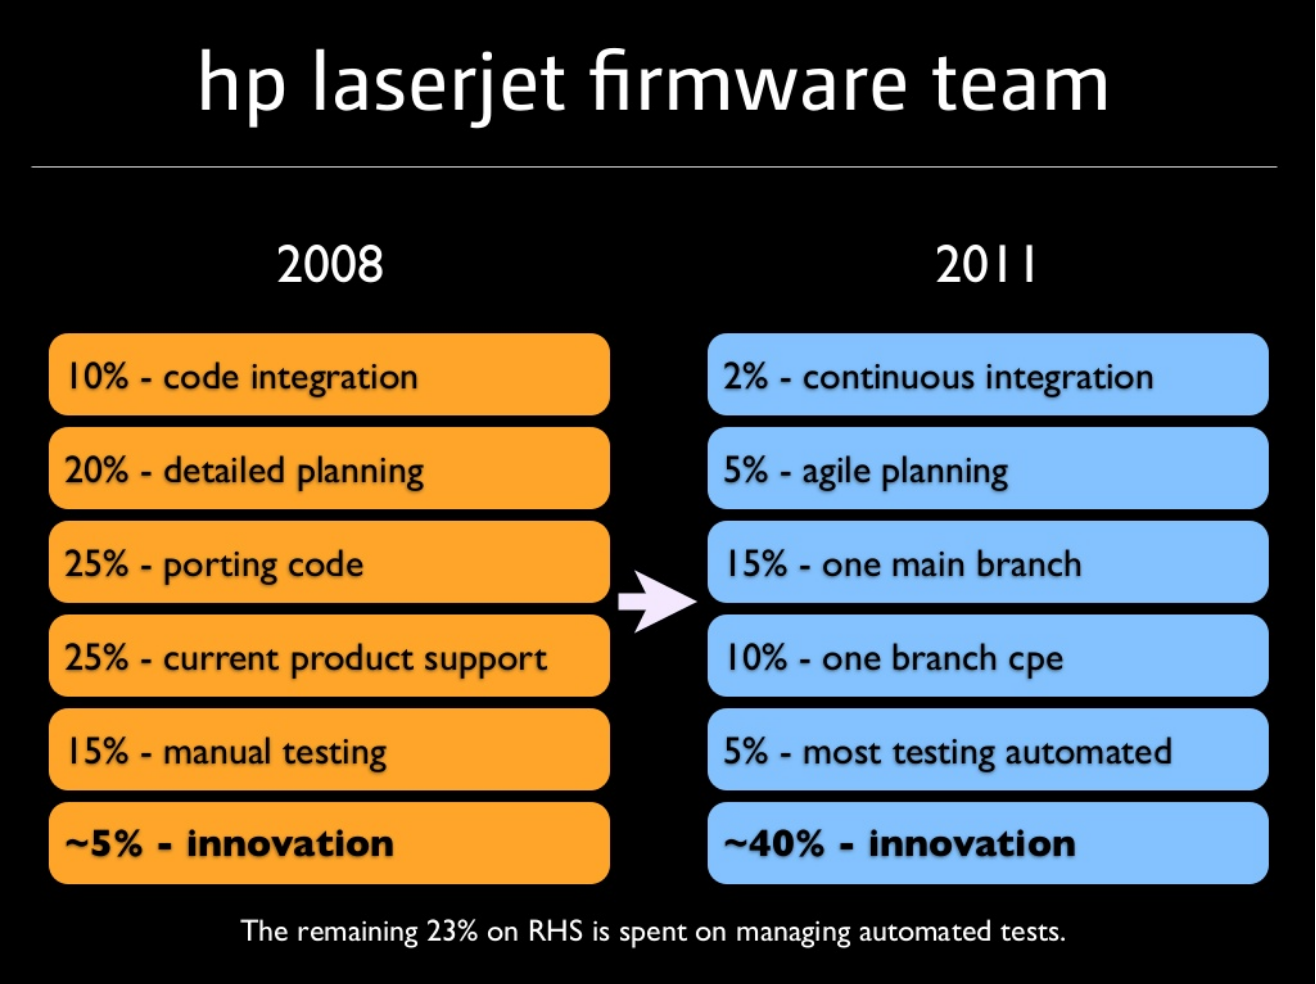 hp laserjet firmware team
2008
2011
10% - code integration
2% - continuous integration
20% - detailed planning
5% - agile planning
25% - porting code
15% - one main branch
25% - current product support
10% - one branch cpe
15% - manual testing
5% - most testing automated
~5% - innovation
~40% - innovation
The remaining 23% on RHS is spent on managing automated tests.